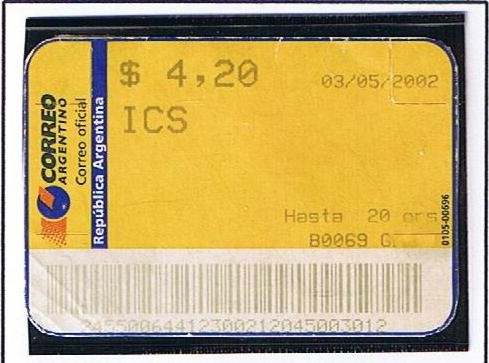 $ 4,20
03/05/2002
ICS
CORREO
ARGENTINO
Correo oficial
República Argentina
Hasta 20 grs
B0069
0105-00696